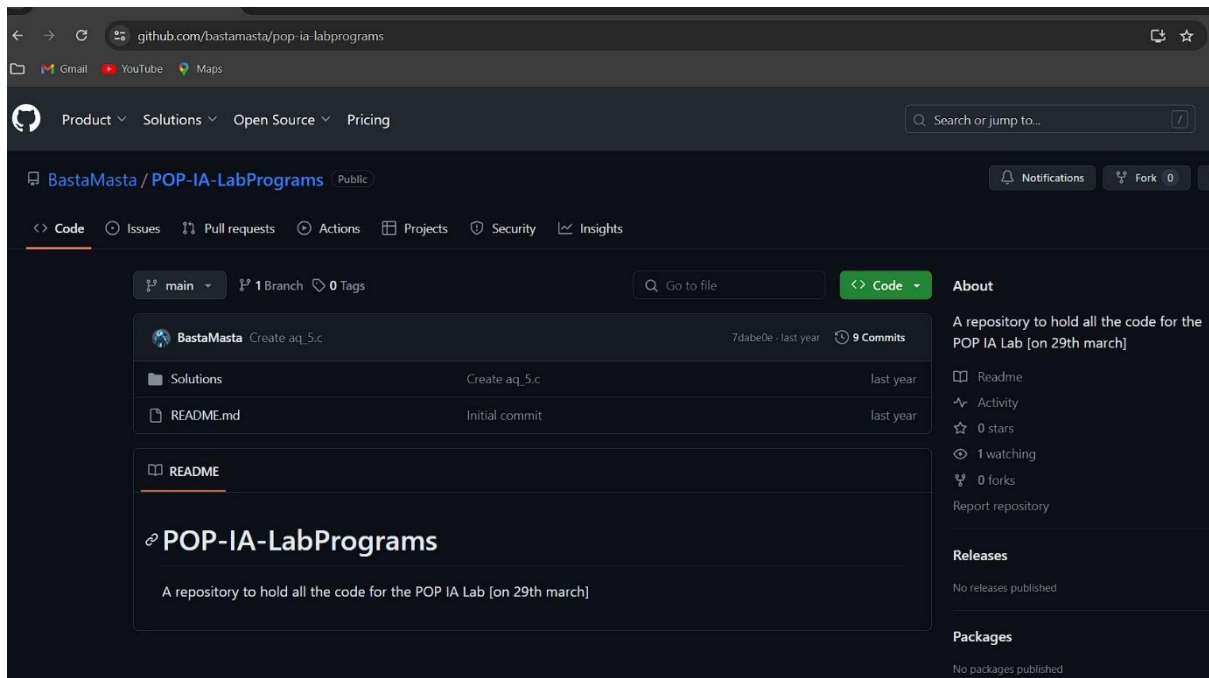 github.com/bastamasta/pop-ia-labprograms
Gmail YouTube Maps
Product Solutions Open Source Pricing Search or jump to... /
BastaMasta / POP-IA-LabPrograms Public Notifications Fork 0
Code Issues Pull requests Actions Projects Security Insights
main 1 Branch 0 Tags Go to file Code
BastaMasta Create aq_5.c 7dabe0e · last year 9 Commits
Solutions Create aq_5.c last year
README.md Initial commit last year
README
POP-IA-LabPrograms
A repository to hold all the code for the POP IA Lab [on 29th march]
About
A repository to hold all the code for the
POP IA Lab [on 29th march]
Readme
Activity
0 stars
1 watching
0 forks
Report repository
Releases
No releases published
Packages
No packages published